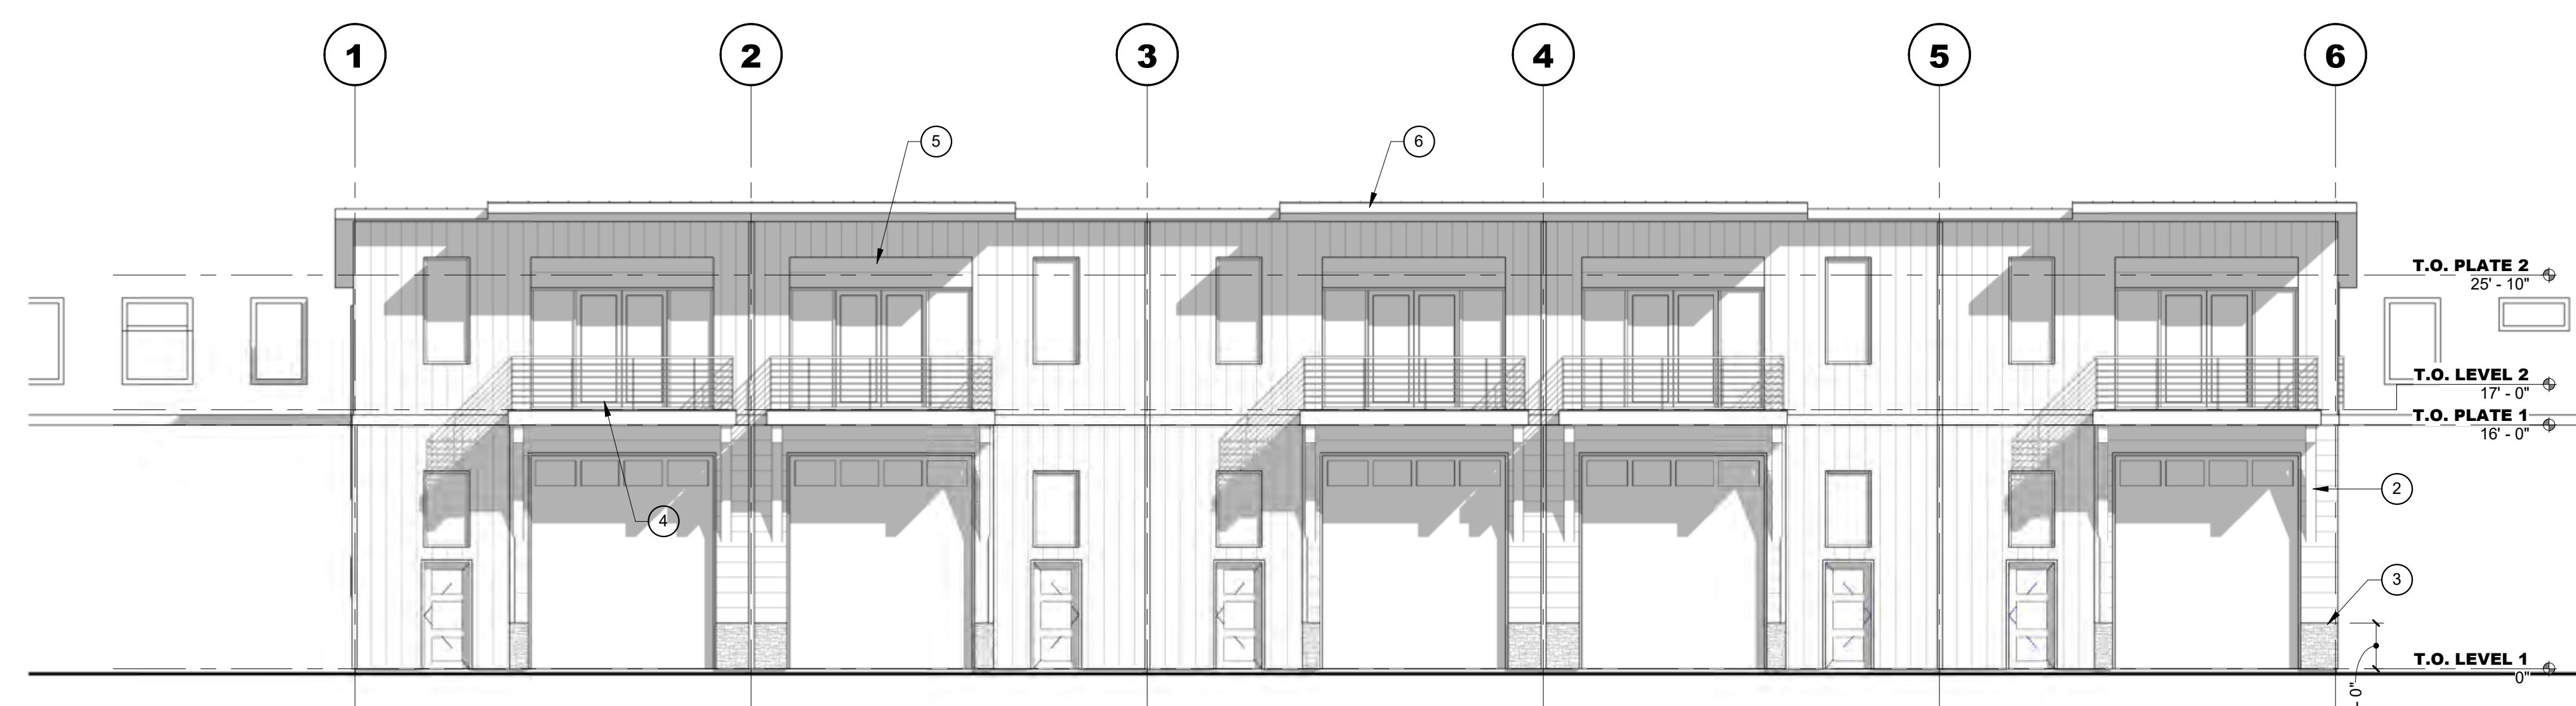 1 2 3 4 5 6
5 6
T.O. PLATE 2
25' - 10"
T.O. LEVEL 2
17' - 0"
T.O. PLATE 1
16' - 0"
2
4
3
T.O. LEVEL 1
0"